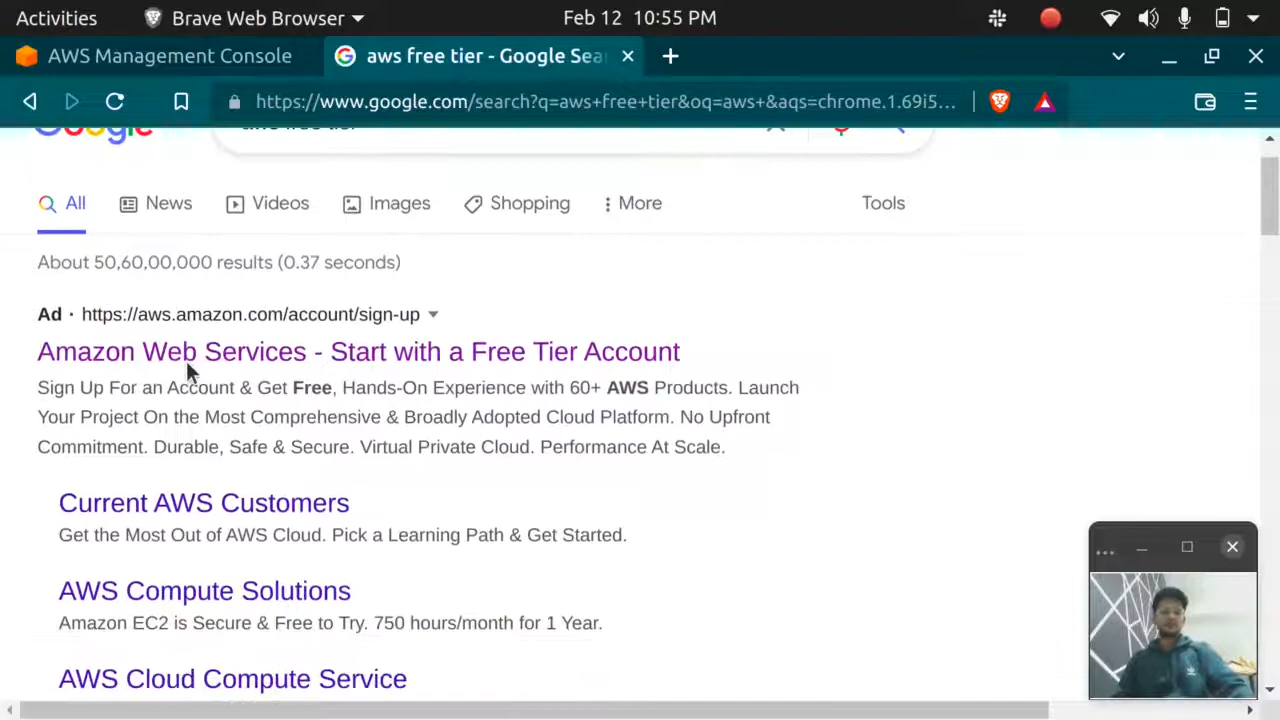 Activities
Brave Web Browser
Feb 12 10:55 PM
AWS Management Console
aws free tier - Google Sea
https://www.google.com/search?q=aws+free+tier&oq=aws+&aqs=chrome.1.69i5...
Google
aws free tier
All
News
Videos
Images
Shopping
More
Tools
About 50,60,00,000 results (0.37 seconds)
Ad · https://aws.amazon.com/account/sign-up
Amazon Web Services - Start with a Free Tier Account
Sign Up For an Account & Get Free, Hands-On Experience with 60+ AWS Products. Launch
Your Project On the Most Comprehensive & Broadly Adopted Cloud Platform. No Upfront
Commitment. Durable, Safe & Secure. Virtual Private Cloud. Performance At Scale.
Current AWS Customers
Get the Most Out of AWS Cloud. Pick a Learning Path & Get Started.
AWS Compute Solutions
Amazon EC2 is Secure & Free to Try. 750 hours/month for 1 Year.
AWS Cloud Compute Service